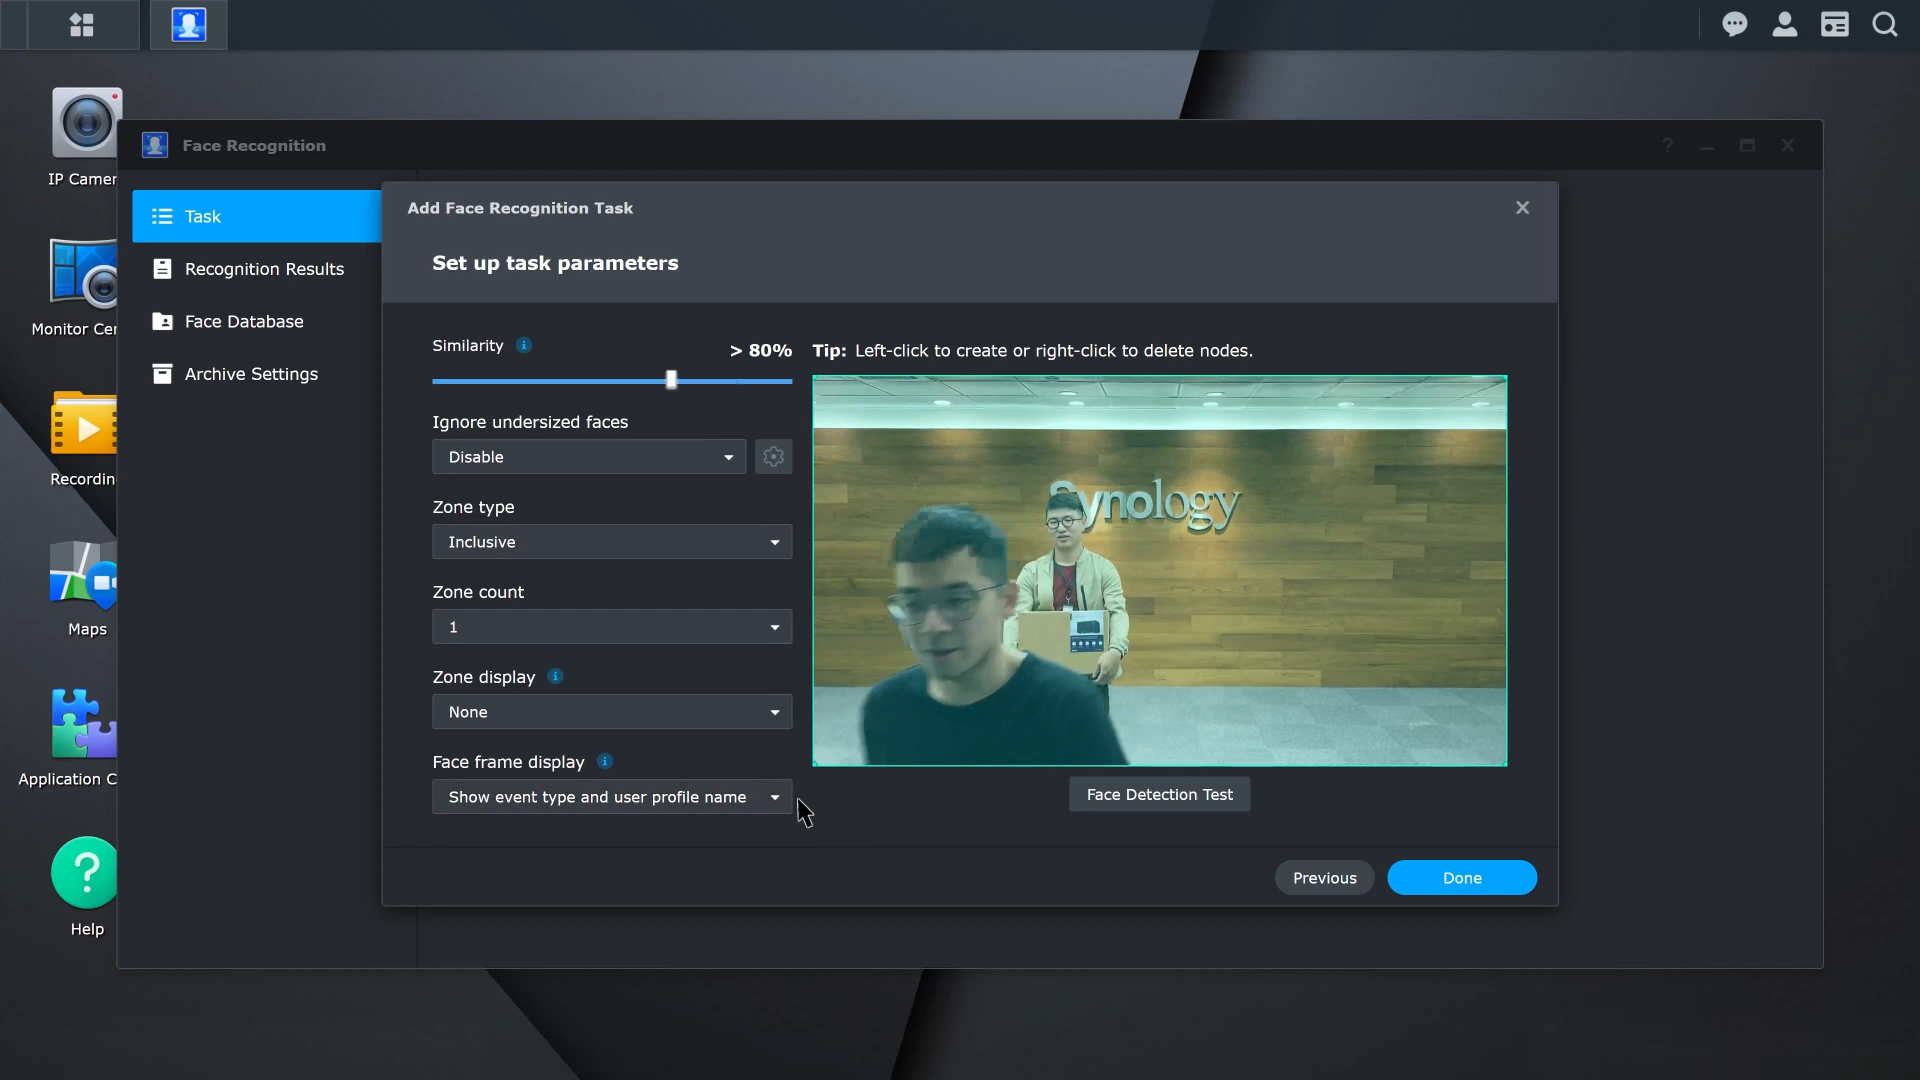 IP Camer
Monitor Cen
Recordin
Maps
Application C
Help
Face Recognition
Task
Recognition Results
Face Database
Archive Settings
Add Face Recognition Task
Set up task parameters
Similarity
> 80%
Ignore undersized faces
Disable
Zone type
Inclusive
Zone count
1
Zone display
None
Face frame display
Show event type and user profile name
Tip: Left-click to create or right-click to delete nodes.
Synology
Face Detection Test
Previous
Done